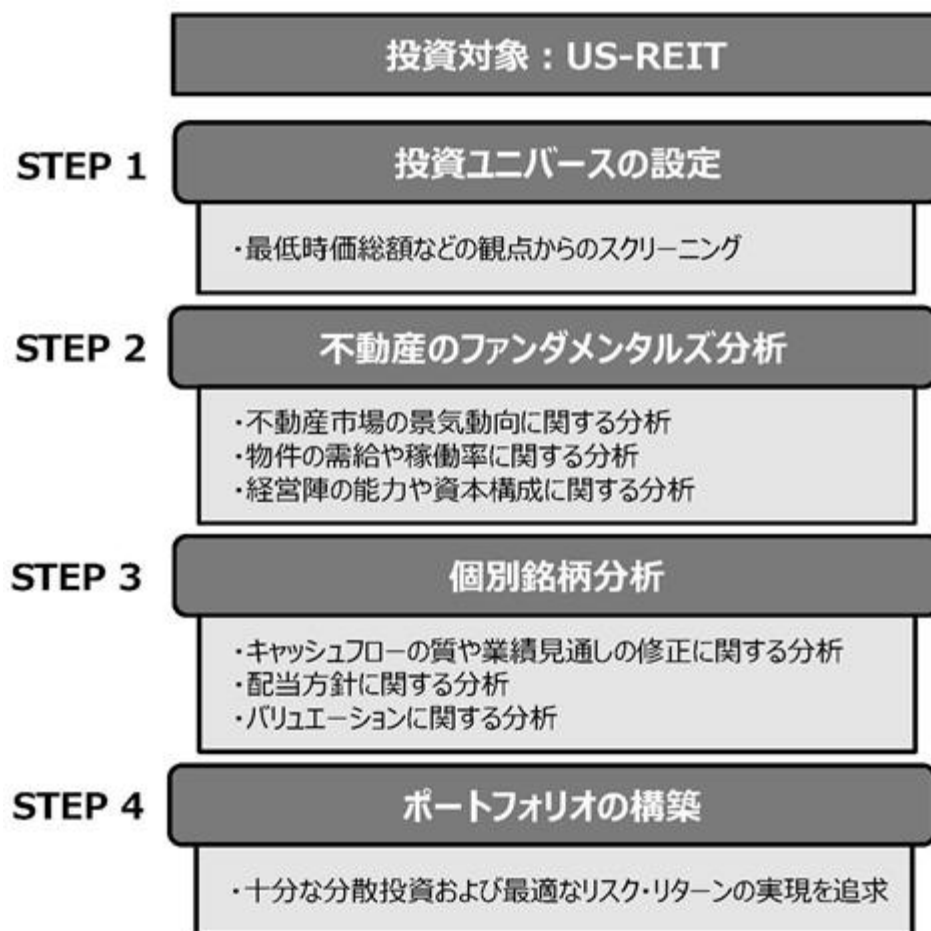 投資対象：US-REIT
STEP 1
投資ユニバースの設定
・最低時価総額などの観点からのスクリーニング
STEP 2
不動産のファンダメンタルズ分析
・不動産市場の景気動向に関する分析
・物件の需給や稼働率に関する分析
・経営陣の能力や資本構成に関する分析
STEP 3
個別銘柄分析
・キャッシュフローの質や業績見通しの修正に関する分析
・配当方針に関する分析
・バリュエーションに関する分析
STEP 4
ポートフォリオの構築
・十分な分散投資および最適なリスク・リターンの実現を追求